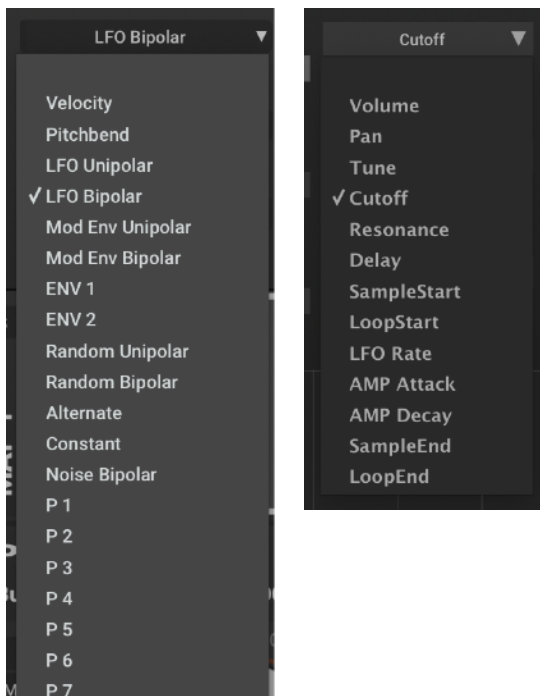 LFO Bipolar ▼
Velocity
Pitchbend
LFO Unipolar
✓ LFO Bipolar
Mod Env Unipolar
Mod Env Bipolar
ENV 1
ENV 2
Random Unipolar
Random Bipolar
Alternate
Constant
Noise Bipolar
P 1
P 2
P 3
P 4
P 5
P 6
P 7
Cutoff ▼
Volume
Pan
Tune
✓ Cutoff
Resonance
Delay
SampleStart
LoopStart
LFO Rate
AMP Attack
AMP Decay
SampleEnd
LoopEnd